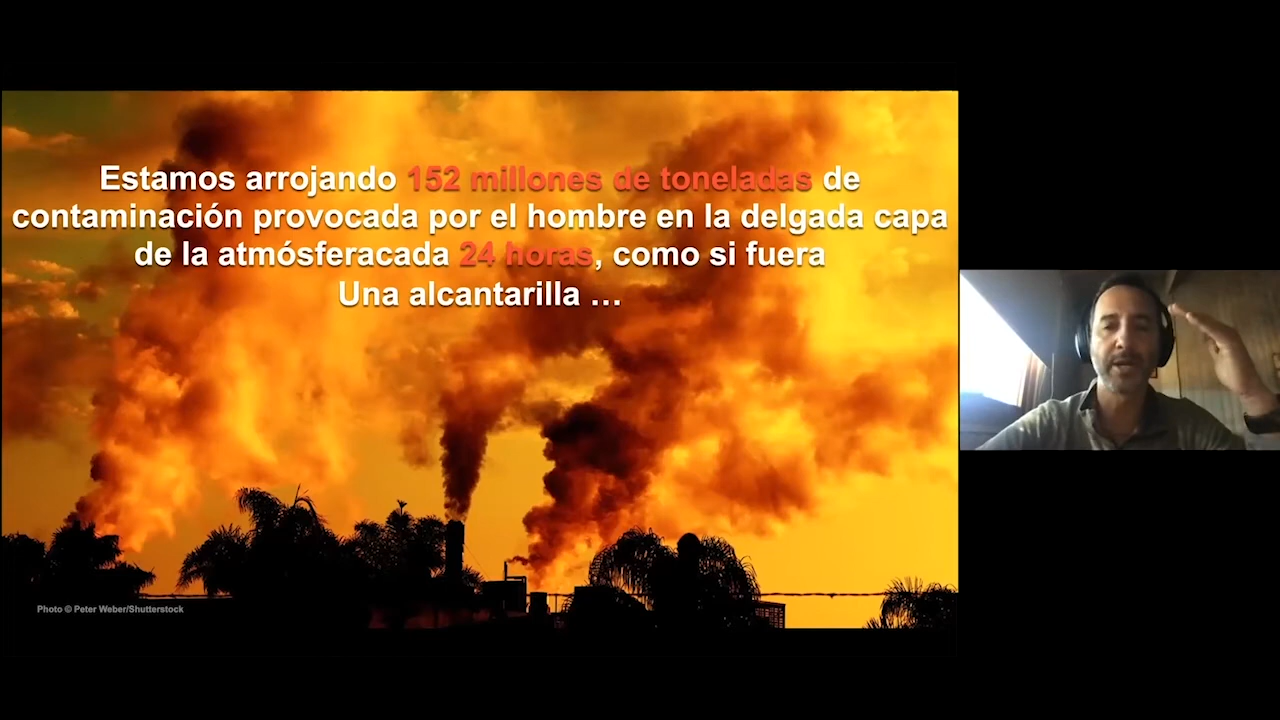 Estamos arrojando 152 millones de toneladas de
contaminación provocada por el hombre en la delgada capa
de la atmósferacada 24 horas, como si fuera
Una alcantarilla …
Photo © Peter Weber/Shutterstock